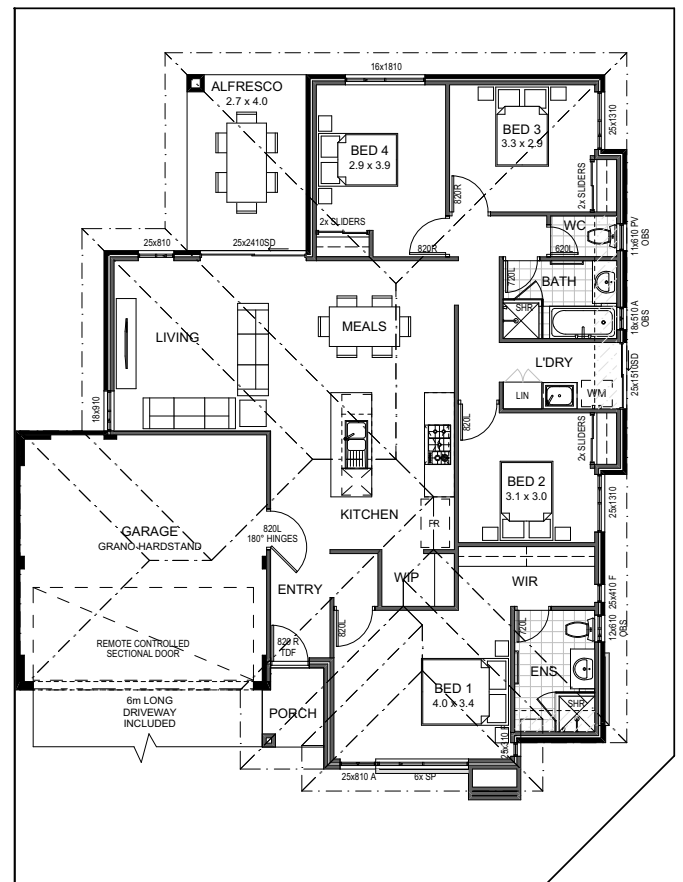 16x1810
ALFRESCO
2.7 x 4.0
BED 4
2.9 x 3.9
BED 3
3.3 x 2.9
25x1310
2x SLIDERS
820R
2x SLIDERS
820R
WC
620L
11x610 PV
OBS
25x810
25x2410SD
720L
BATH
SHR
18x510 A
OBS
LIVING
MEALS
L'DRY
LIN
WM
25x1510SD
18x910
820L
2x SLIDERS
BED 2
3.1 x 3.0
25x1310
KITCHEN
FR
GARAGE
GRANO-HARDSTAND
820L
180° HINGES
ENTRY
WIP
WIR
25x410 F
820L
720L
12x610
OBS
REMOTE CONTROLLED
SECTIONAL DOOR
820 R
TDF
ENS
SHR
BED 1
4.0 x 3.4
6m LONG
DRIVEWAY
INCLUDED
PORCH
25x810 A
6x SP